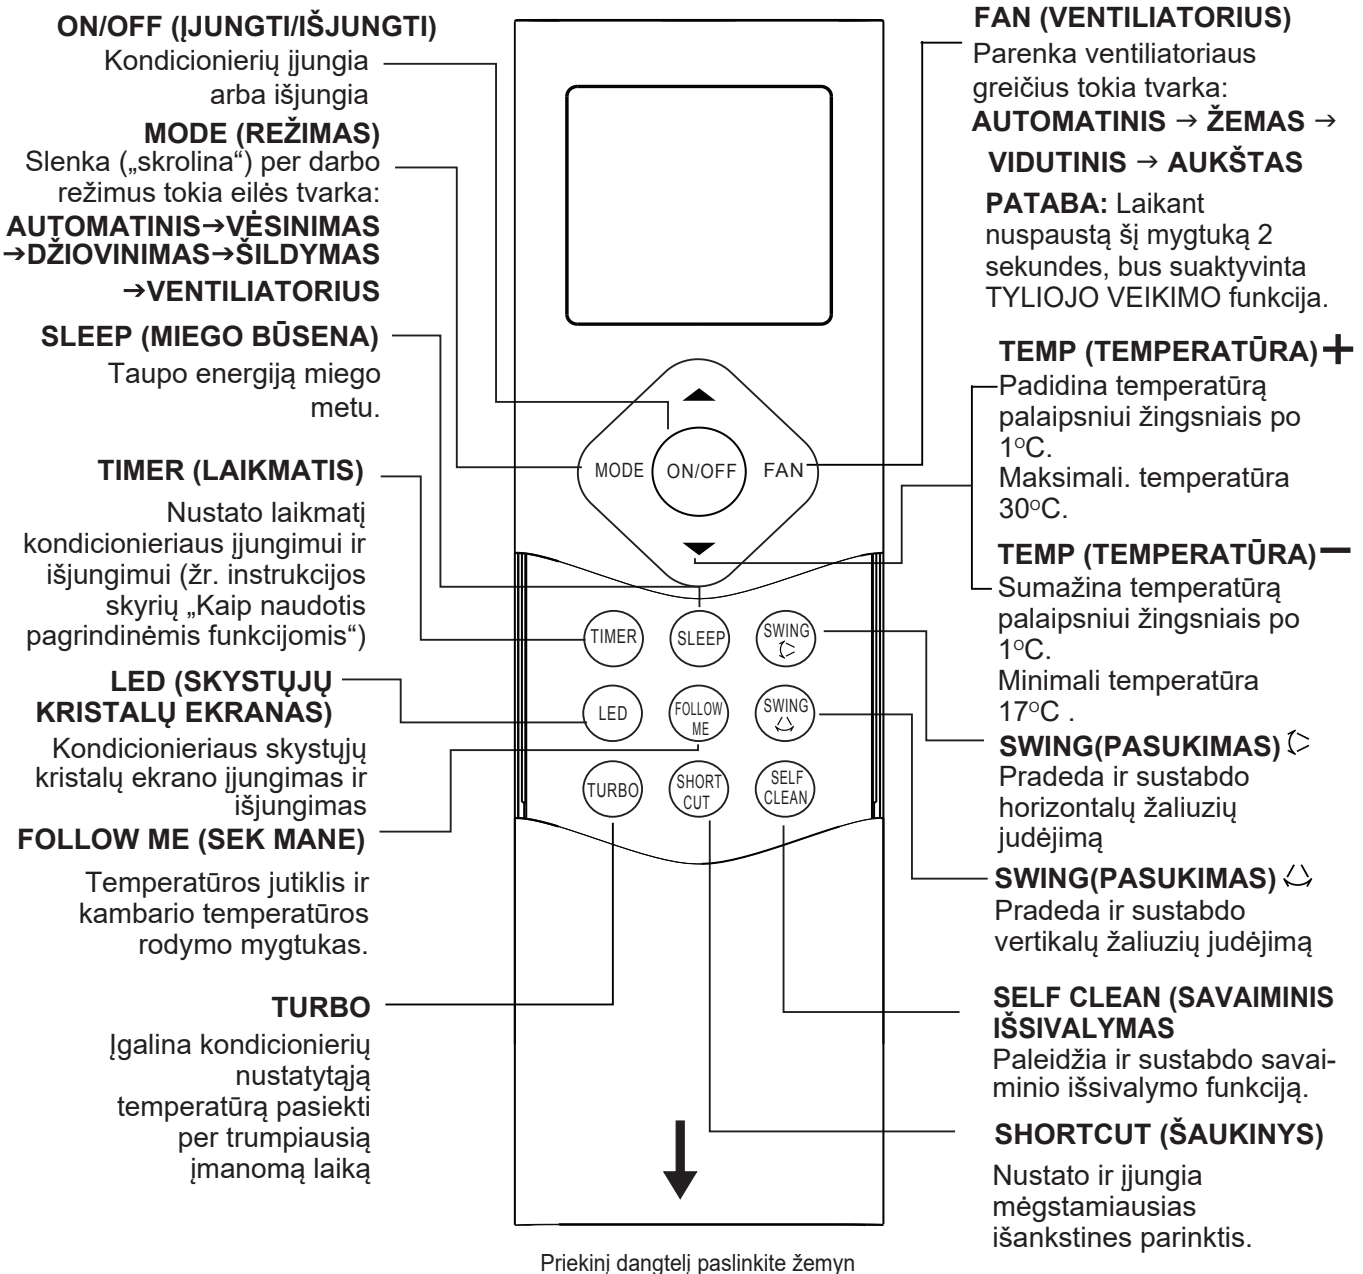 ON/OFF (ĮJUNGTI/IŠJUNGTI)
Kondicionierių įjungia
arba išjungia
MODE (REŽIMAS)
Slenka („skrolina“) per darbo
režimus tokia eilės tvarka:
AUTOMATINIS→VĖSINIMAS
→DŽIOVINIMAS→ŠILDYMAS
→VENTILIATORIUS
SLEEP (MIEGO BŪSENA)
Taupo energiją miego
metu.
TIMER (LAIKMATIS)
Nustato laikmatį
kondicionieriaus įjungimui ir
išjungimui (žr. instrukcijos
skyrių „Kaip naudotis
pagrindinėmis funkcijomis“)
LED (SKYSTŲJŲ
KRISTALŲ EKRANAS)
Kondicionieriaus skystųjų
kristalų ekrano įjungimas ir
išjungimas
FOLLOW ME (SEK MANE)
Temperatūros jutiklis ir
kambario temperatūros
rodymo mygtukas.
TURBO
Įgalina kondicionierių
nustatytąją
temperatūrą pasiekti
per trumpiausią
įmanomą laiką
MODE
ON/OFF
FAN
TIMER
SLEEP
SWING
LED
FOLLOW
ME
SWING
TURBO
SHORT
CUT
SELF
CLEAN
Priekinį dangtelį paslinkite žemyn
FAN (VENTILIATORIUS)
Parenka ventiliatoriaus
greičius tokia tvarka:
AUTOMATINIS → ŽEMAS →
VIDUTINIS → AUKŠTAS
PATABA: Laikant
nuspaustą šį mygtuką 2
sekundes, bus suaktyvinta
TYLIOJO VEIKIMO funkcija.
TEMP (TEMPERATŪRA) +
Padidina temperatūrą
palaipsniui žingsniais po
1°C.
Maksimali. temperatūra
30°C.
TEMP (TEMPERATŪRA) −
Sumažina temperatūrą
palaipsniui žingsniais po
1°C.
Minimali temperatūra
17°C .
SWING(PASUKIMAS)
Pradeda ir sustabdo
horizontalų žaliuzių
judėjimą
SWING(PASUKIMAS)
Pradeda ir sustabdo
vertikalų žaliuzių judėjimą
SELF CLEAN (SAVAIMINIS
IŠSIVALYMAS
Paleidžia ir sustabdo savai-
minio išsivalymo funkciją.
SHORTCUT (ŠAUKINYS)
Nustato ir įjungia
mėgstamiausias
išankstines parinktis.